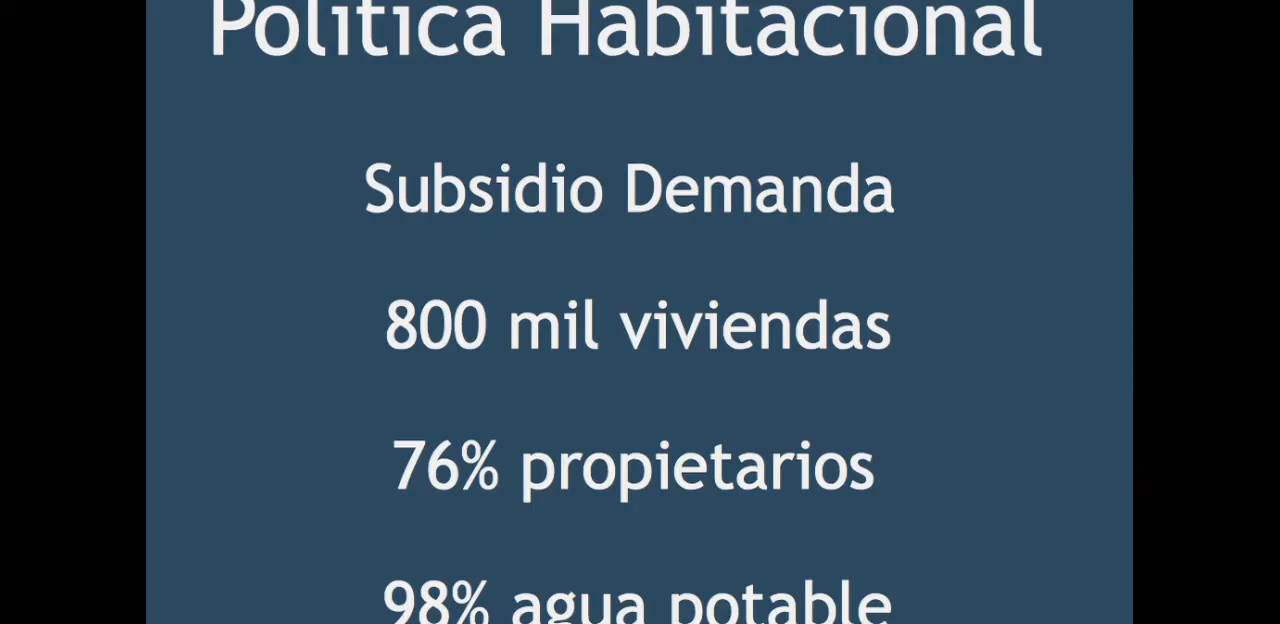 Política Habitacional
Subsidio Demanda
800 mil viviendas
76% propietarios
98% agua potable